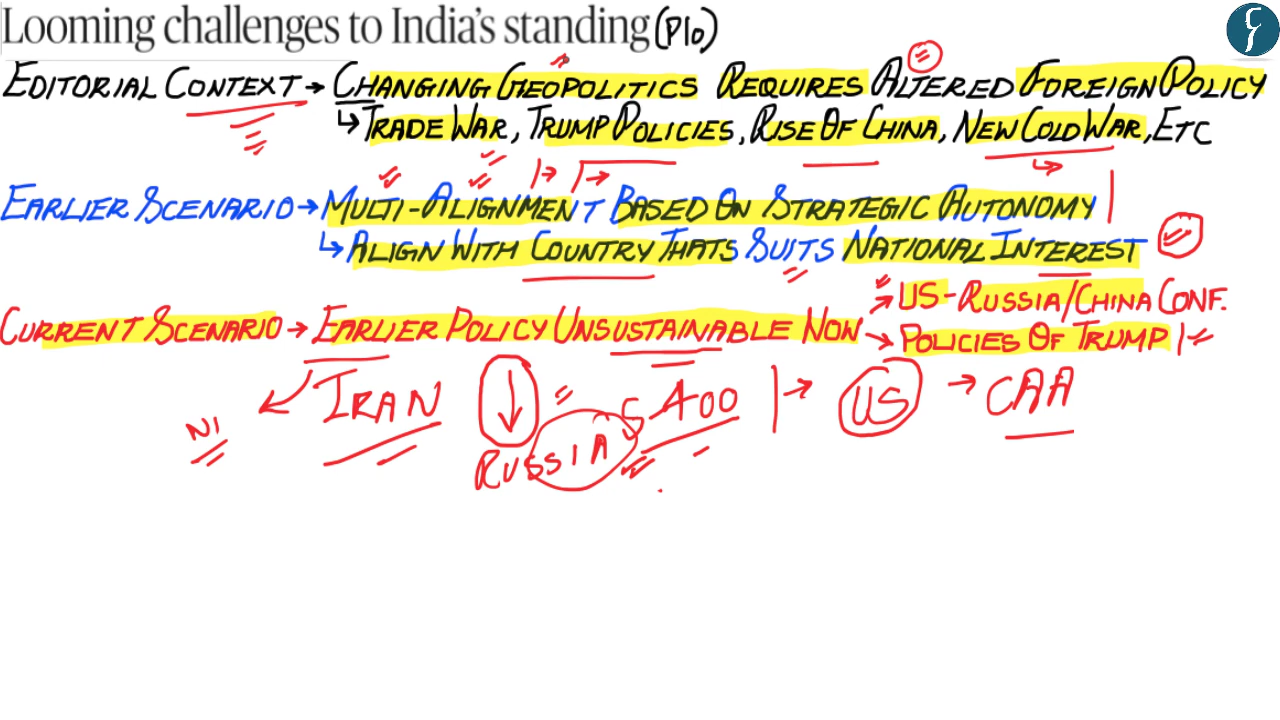 Looming challenges to India's standing (P10)
EDITORIAL CONTEXT → CHANGING GEOPOLITICS REQUIRES ALTERED FOREIGN POLICY
↳ TRADE WAR, TRUMP POLICIES, RISE OF CHINA, NEW COLD WAR, ETC
EARLIER SCENARIO → MULTI-ALIGNMENT BASED ON STRATEGIC AUTONOMY
↳ ALIGN WITH COUNTRY THATS SUITS NATIONAL INTEREST
→ US-RUSSIA/CHINA CONF.
CURRENT SCENARIO → EARLIER POLICY UNSUSTAINABLE NOW → POLICIES OF TRUMP
NI ← IRAN ↓ S 400 → US → CAA
RUSSIA